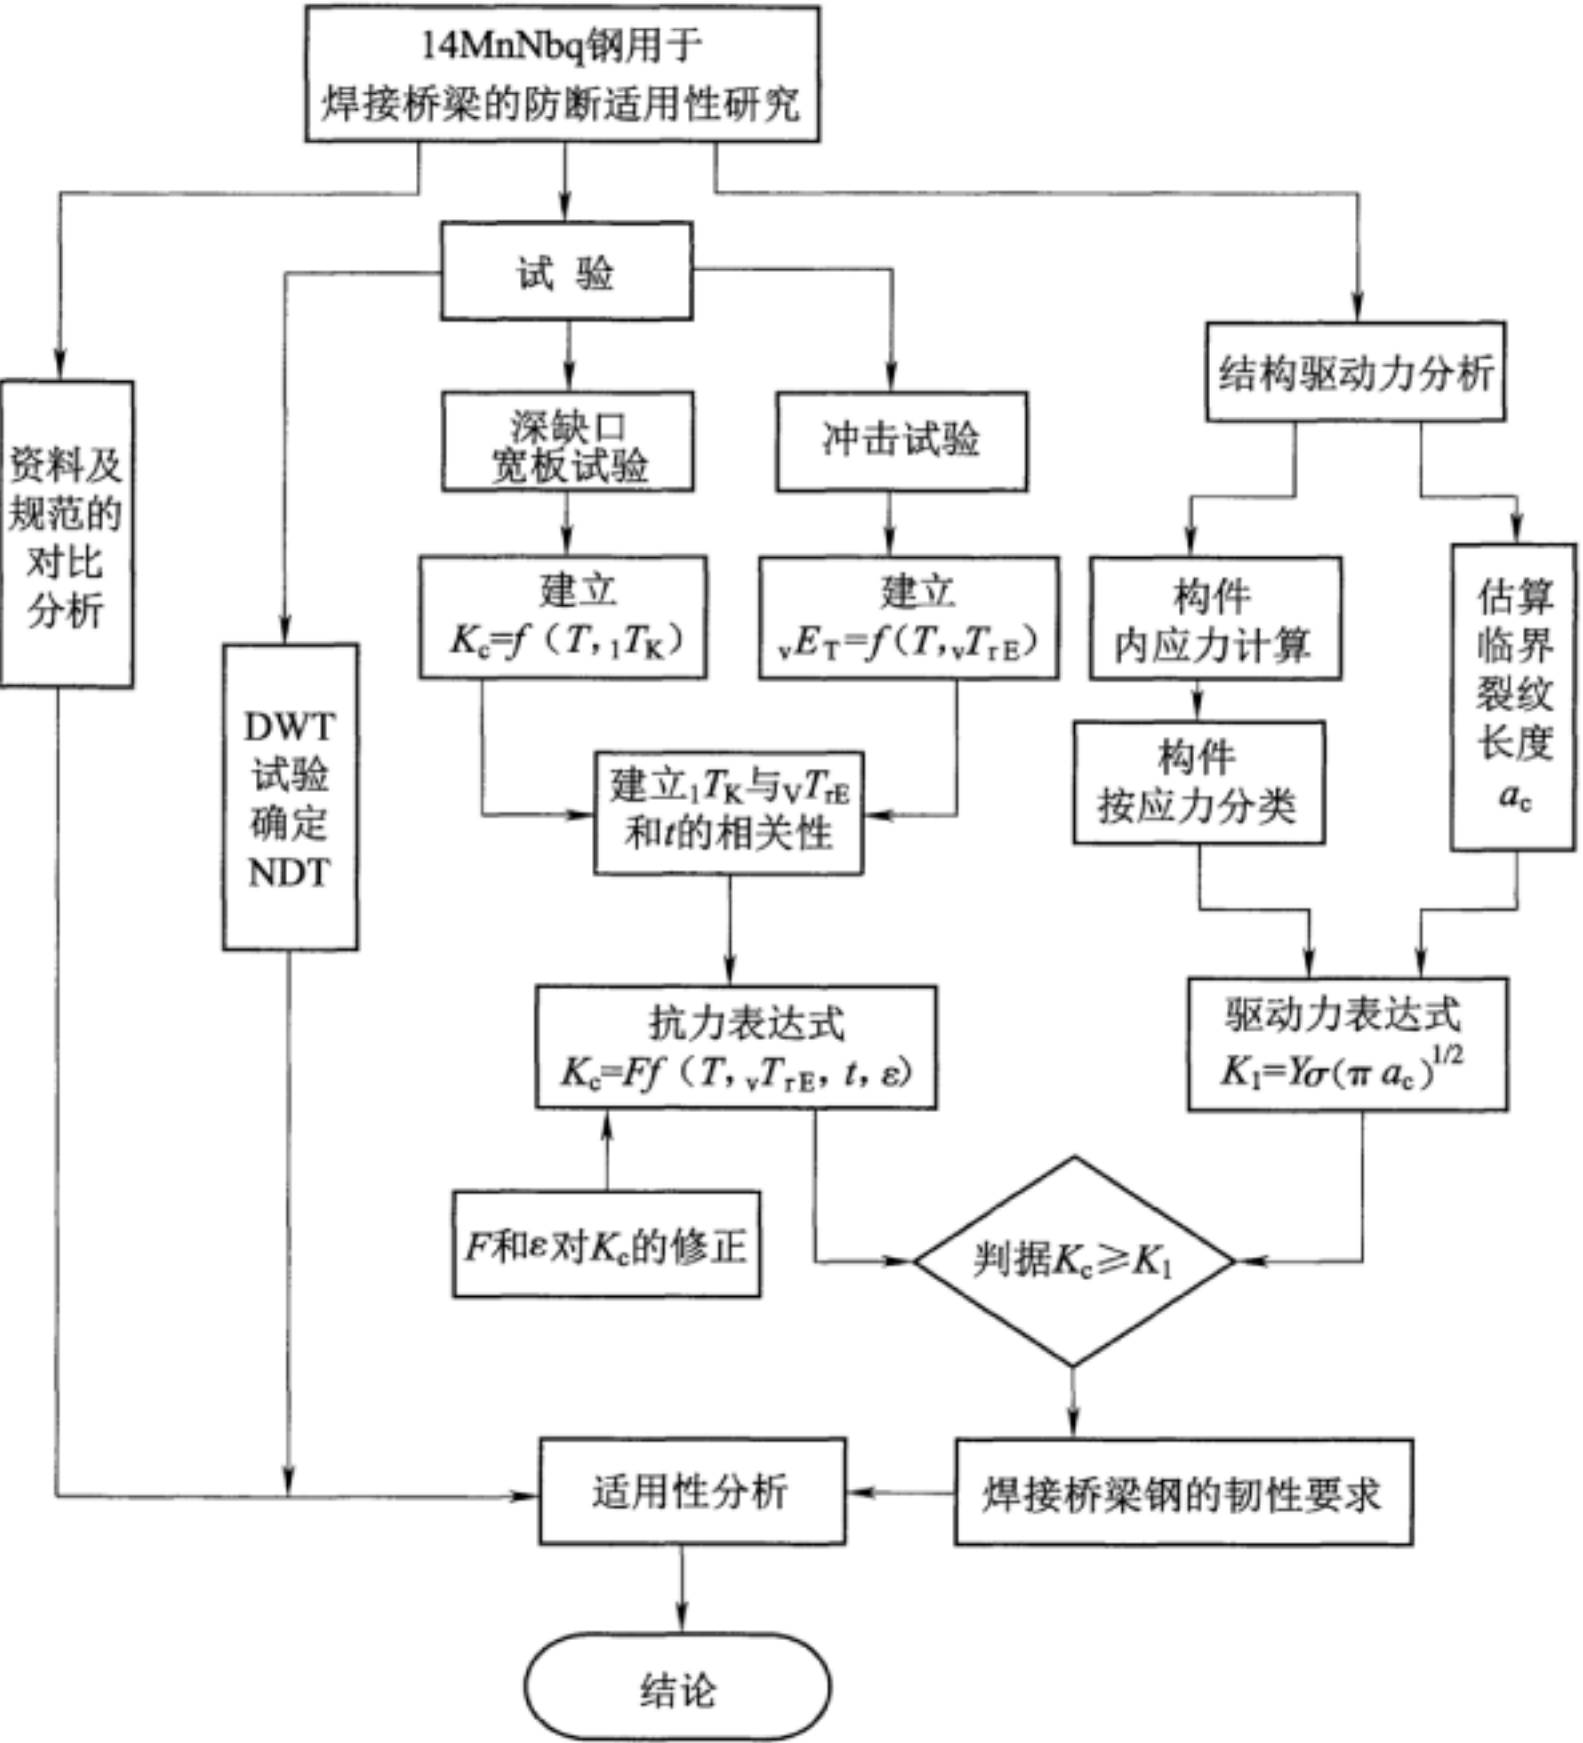 14MnNbq钢用于
焊接桥梁的防断适用性研究
试 验
结构驱动力分析
资料及
规范的
对比
分析
深缺口
宽板试验
冲击试验
建立
Kc=f（T，1TK）
建立
vET=f(T,vTrE)
构件
内应力计算
估算
临界
裂纹
长度
ac
DWT
试验
确定
NDT
构件
按应力分类
建立1TK与VTrE
和t的相关性
抗力表达式
Kc=Ff（T，vTrE，t，ε）
驱动力表达式
K1=Yσ(π ac)1/2
F和ε对Kc的修正
判据Kc≥K1
适用性分析
焊接桥梁钢的韧性要求
结论